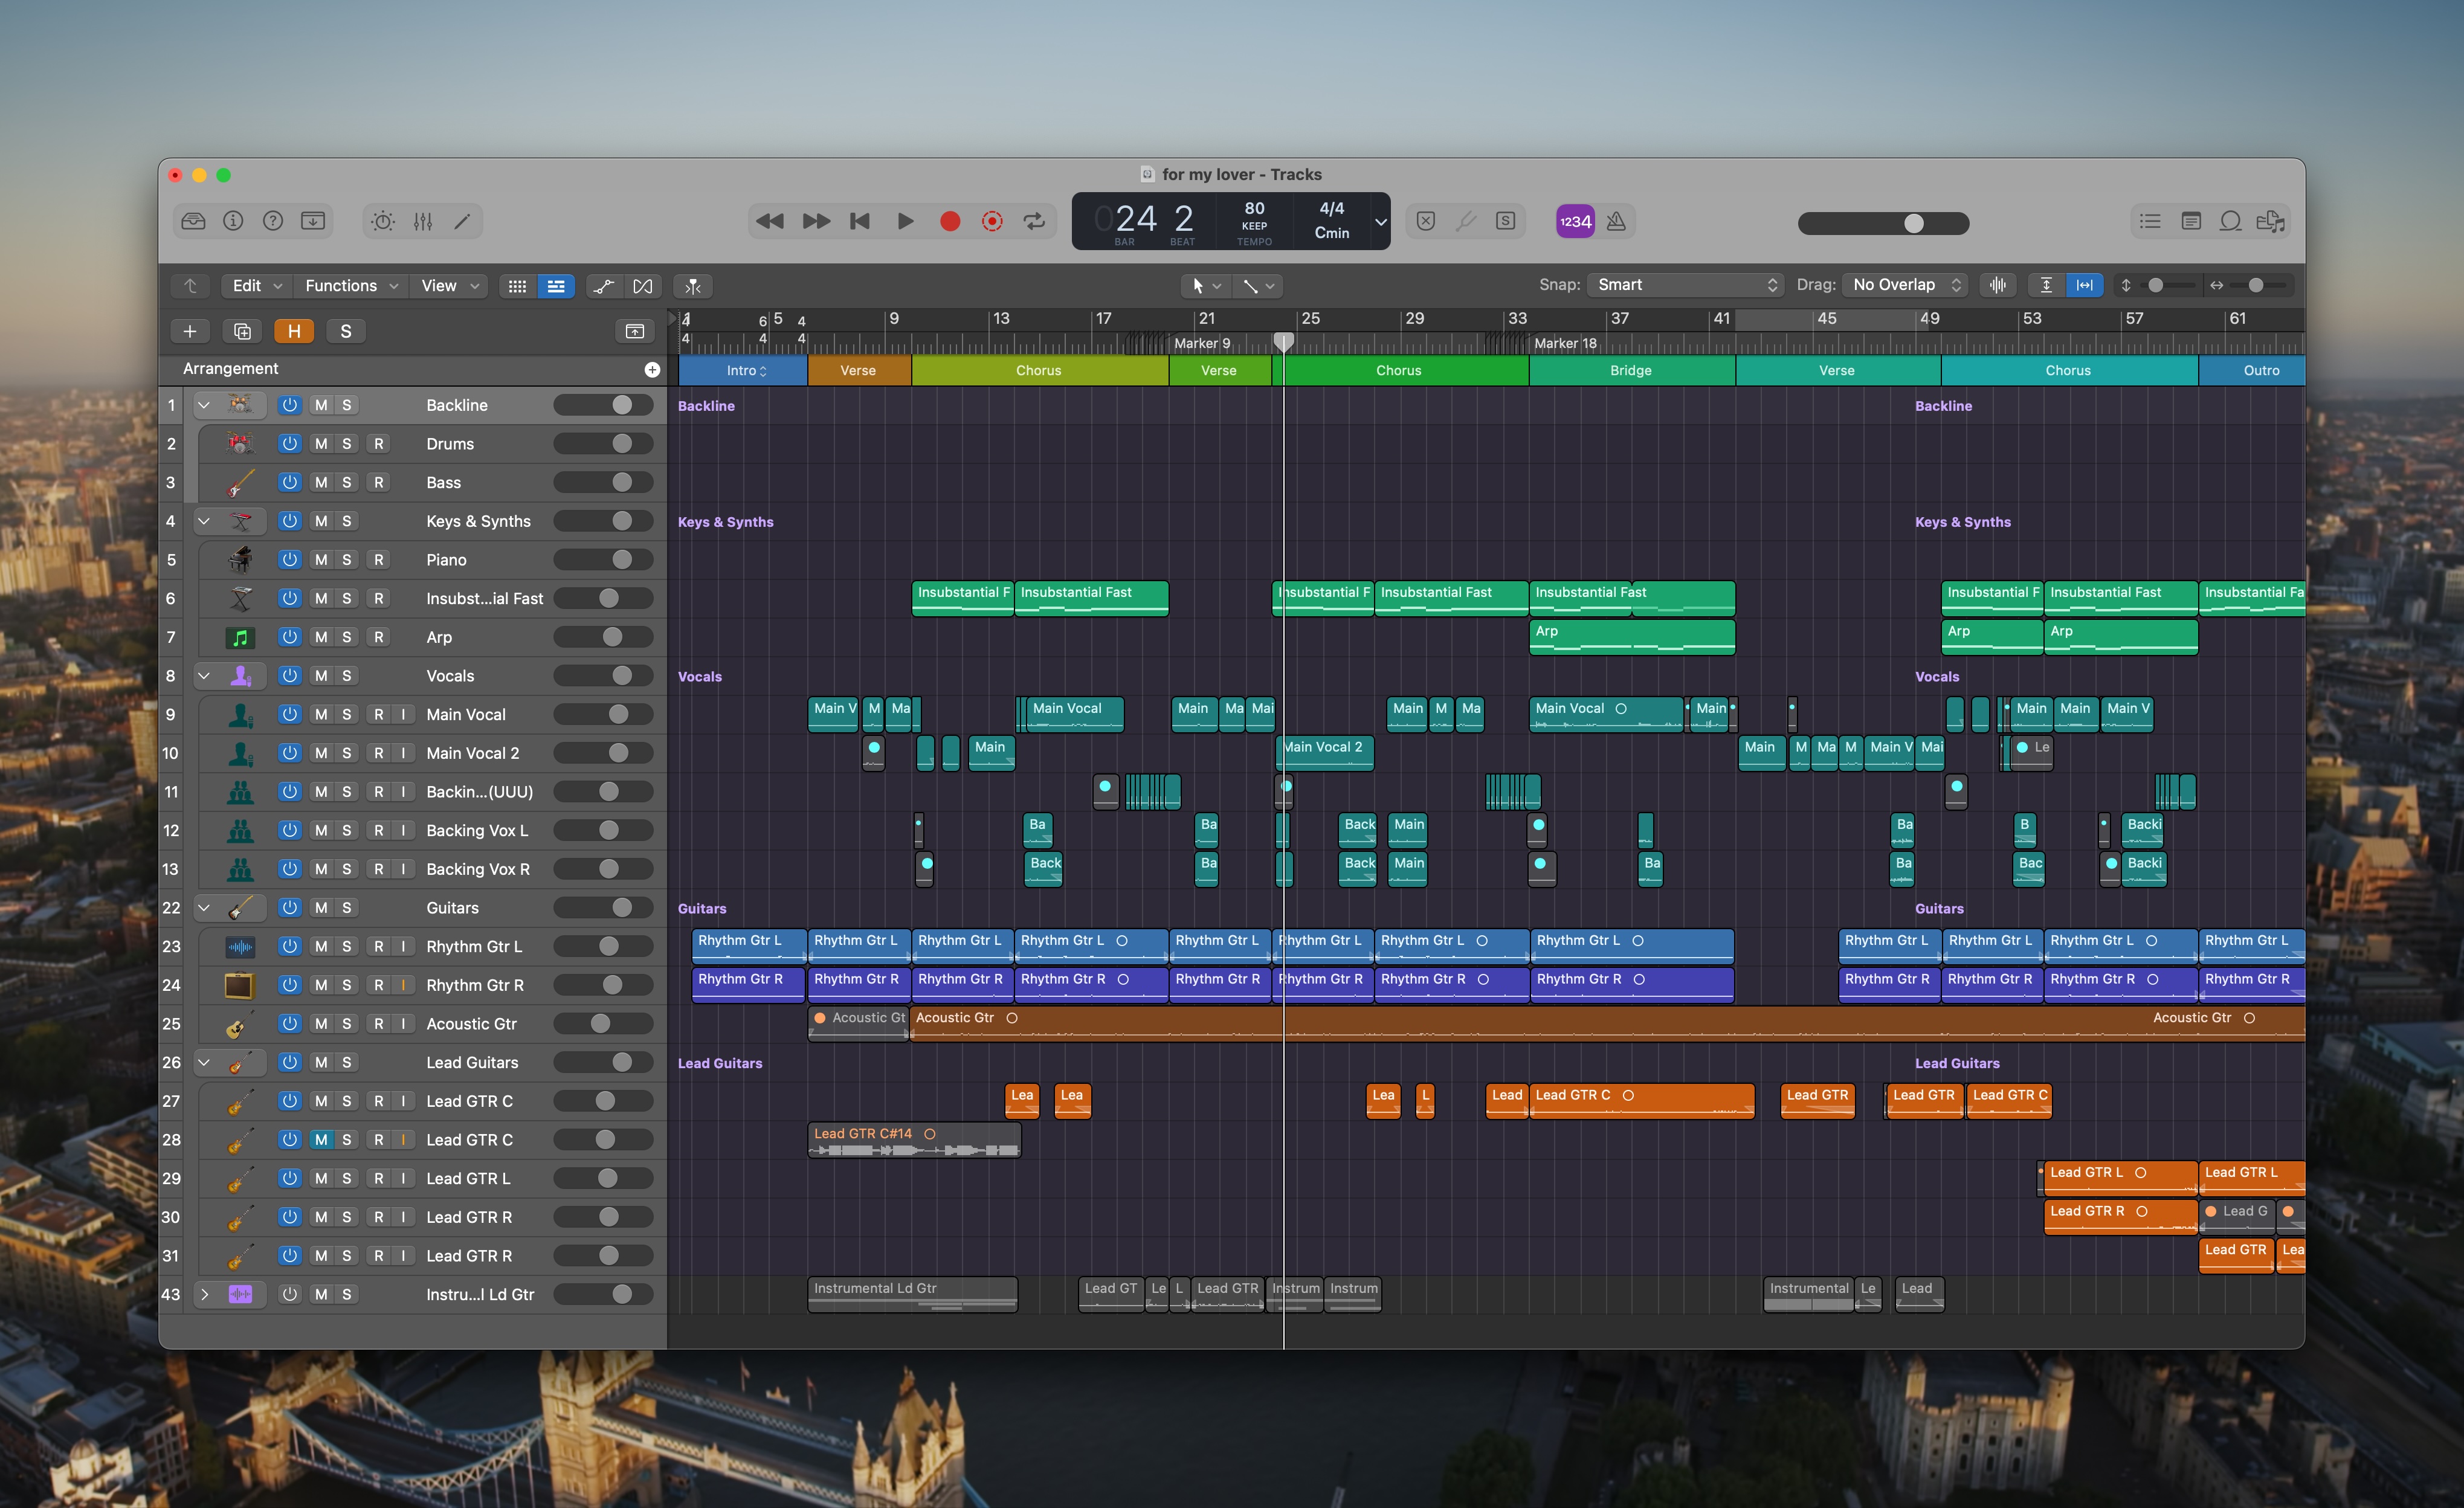 for my lover - Tracks
024 2 80 4/4
KEEP Cmin
BAR BEAT TEMPO
S
1234
Edit Functions View
Snap: Smart Drag: No Overlap
H S
1 5 9 13 17 21 25 29 33 37 41 45 49 53 57 61
4 6 4
4 4 4
Marker 9 Marker 18
Arrangement Intro Verse Chorus Verse Chorus Bridge Verse Chorus Outro
1 M S Backline Backline Backline
2 M S R Drums
3 M S R Bass
4 M S Keys & Synths Keys & Synths Keys & Synths
5 M S R Piano
6 M S R Insubst...ial Fast Insubstantial F Insubstantial Fast Insubstantial F Insubstantial Fast Insubstantial Fast Insubstantial F Insubstantial Fast Insubstantial Fa
7 M S R Arp Arp Arp Arp
8 M S Vocals Vocals Vocals
9 M S R I Main Vocal Main V M Ma Main Vocal Main Ma Mai Main M Ma Main Vocal Main Main Main Main V
10 M S R I Main Vocal 2 Main Main Vocal 2 Main M Ma M Main V Mai Le
11 M S R I Backin...(UUU)
12 M S R I Backing Vox L Ba Ba Back Main Ba B Backi
13 M S R I Backing Vox R Back Ba Back Main Ba Ba Bac Backi
22 M S Guitars Guitars Guitars
23 M S R I Rhythm Gtr L Rhythm Gtr L Rhythm Gtr L Rhythm Gtr L Rhythm Gtr L Rhythm Gtr L Rhythm Gtr L Rhythm Gtr L Rhythm Gtr L Rhythm Gtr L Rhythm Gtr L Rhythm Gtr L Rhythm Gtr L
24 M S R I Rhythm Gtr R Rhythm Gtr R Rhythm Gtr R Rhythm Gtr R Rhythm Gtr R Rhythm Gtr R Rhythm Gtr R Rhythm Gtr R Rhythm Gtr R Rhythm Gtr R Rhythm Gtr R Rhythm Gtr R Rhythm Gtr R
25 M S R I Acoustic Gtr Acoustic Gt Acoustic Gtr Acoustic Gtr
26 M S Lead Guitars Lead Guitars Lead Guitars
27 M S R I Lead GTR C Lea Lea Lea L Lead Lead GTR C Lead GTR Lead GTR Lead GTR C
28 M S R I Lead GTR C Lead GTR C#14
29 M S R I Lead GTR L Lead GTR L Lead GTR L
30 M S R I Lead GTR R Lead GTR R Lead G
31 M S R I Lead GTR R Lead GTR Lea
43 M S Instru...l Ld Gtr Instrumental Ld Gtr Lead GT Le L Lead GTR Instrum Instrum Instrumental Le Lead